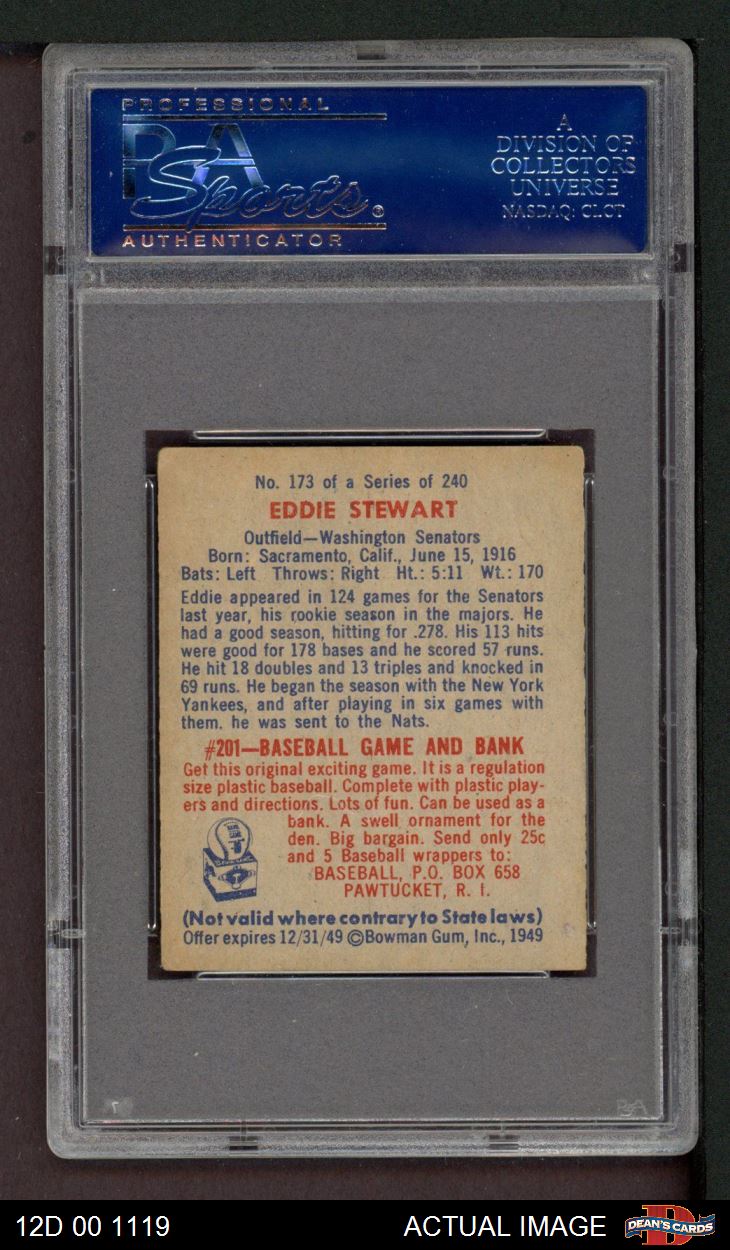 PROFESSIONAL
PSA
Sports®
AUTHENTICATOR
A
DIVISION OF
COLLECTORS
UNIVERSE
NASDAQ: CLCT
No. 173 of a Series of 240
EDDIE STEWART
Outfield—Washington Senators
Born: Sacramento, Calif., June 15, 1916
Bats: Left Throws: Right Ht.: 5:11 Wt.: 170
Eddie appeared in 124 games for the Senators
last year, his rookie season in the majors. He
had a good season, hitting for .278. His 113 hits
were good for 178 bases and he scored 57 runs.
He hit 18 doubles and 13 triples and knocked in
69 runs. He began the season with the New York
Yankees, and after playing in six games with
them, he was sent to the Nats.
#201—BASEBALL GAME AND BANK
Get this original exciting game. It is a regulation
size plastic baseball. Complete with plastic play-
ers and directions. Lots of fun. Can be used as a
bank. A swell ornament for the
den. Big bargain. Send only 25c
and 5 Baseball wrappers to:
BASEBALL, P.O. BOX 658
PAWTUCKET, R. I.
(Not valid where contrary to State laws)
Offer expires 12/31/49 ©Bowman Gum, Inc., 1949
PSA
12D 00 1119 ACTUAL IMAGE DEAN'S CARDS